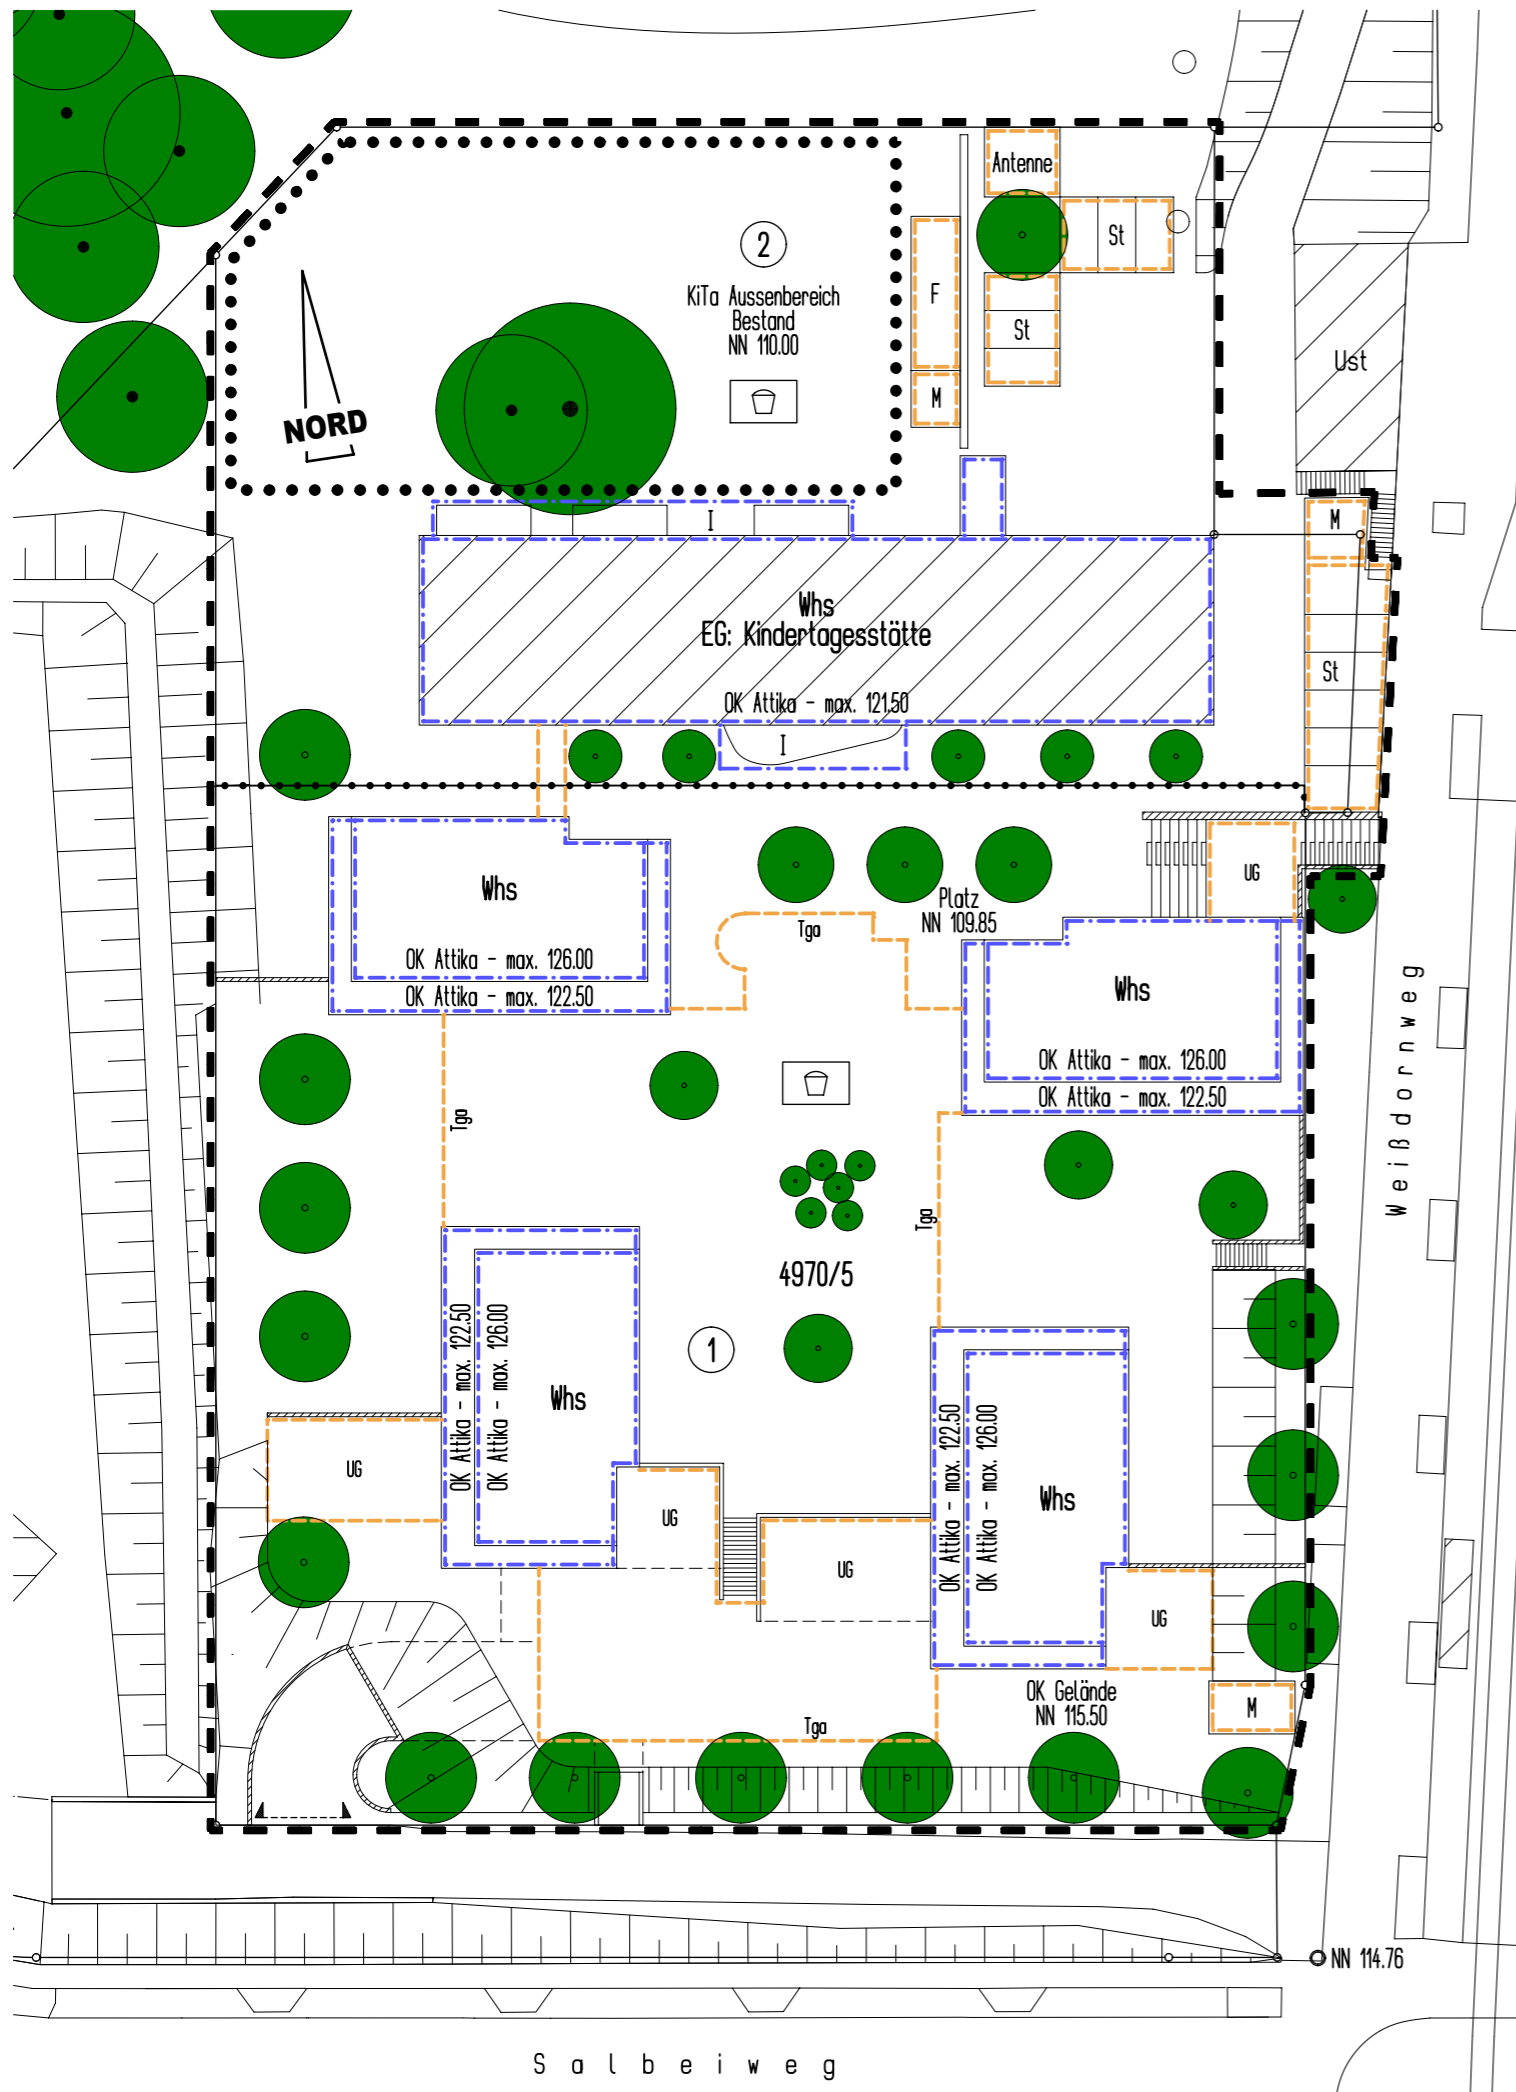 Antenne
2
St
KiTa Aussenbereich
Bestand
NN 110.00
F
St
Ust
M
NORD
I
M
Whs
EG: Kindertagesstätte
St
OK Attika - max. 121.50
I
Whs
UG
Platz
NN 109.85
Tga
OK Attika - max. 126.00
OK Attika - max. 122.50
Whs
OK Attika - max. 126.00
OK Attika - max. 122.50
Weißdornweg
Tga
Tga
4970/5
1
OK Attika - max. 122.50
OK Attika - max. 126.00
Whs
UG
UG
OK Attika - max. 122.50
OK Attika - max. 126.00
Whs
UG
UG
OK Gelände
NN 115.50
M
Tga
NN 114.76
Salbeiweg